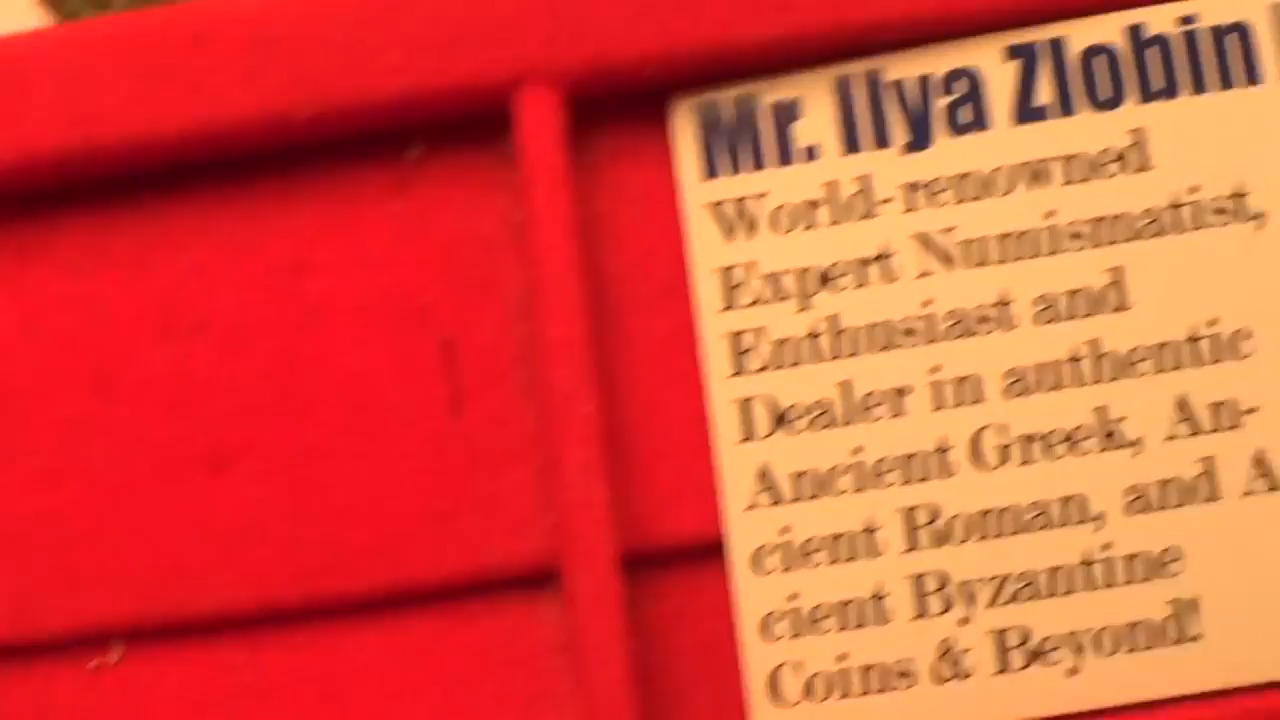 Mr. Ilya Zlobin
World-renowned
Expert Numismatist,
Enthusiast and
Dealer in authentic
Ancient Greek, An-
cient Roman, and A
cient Byzantine
Coins & Beyond!